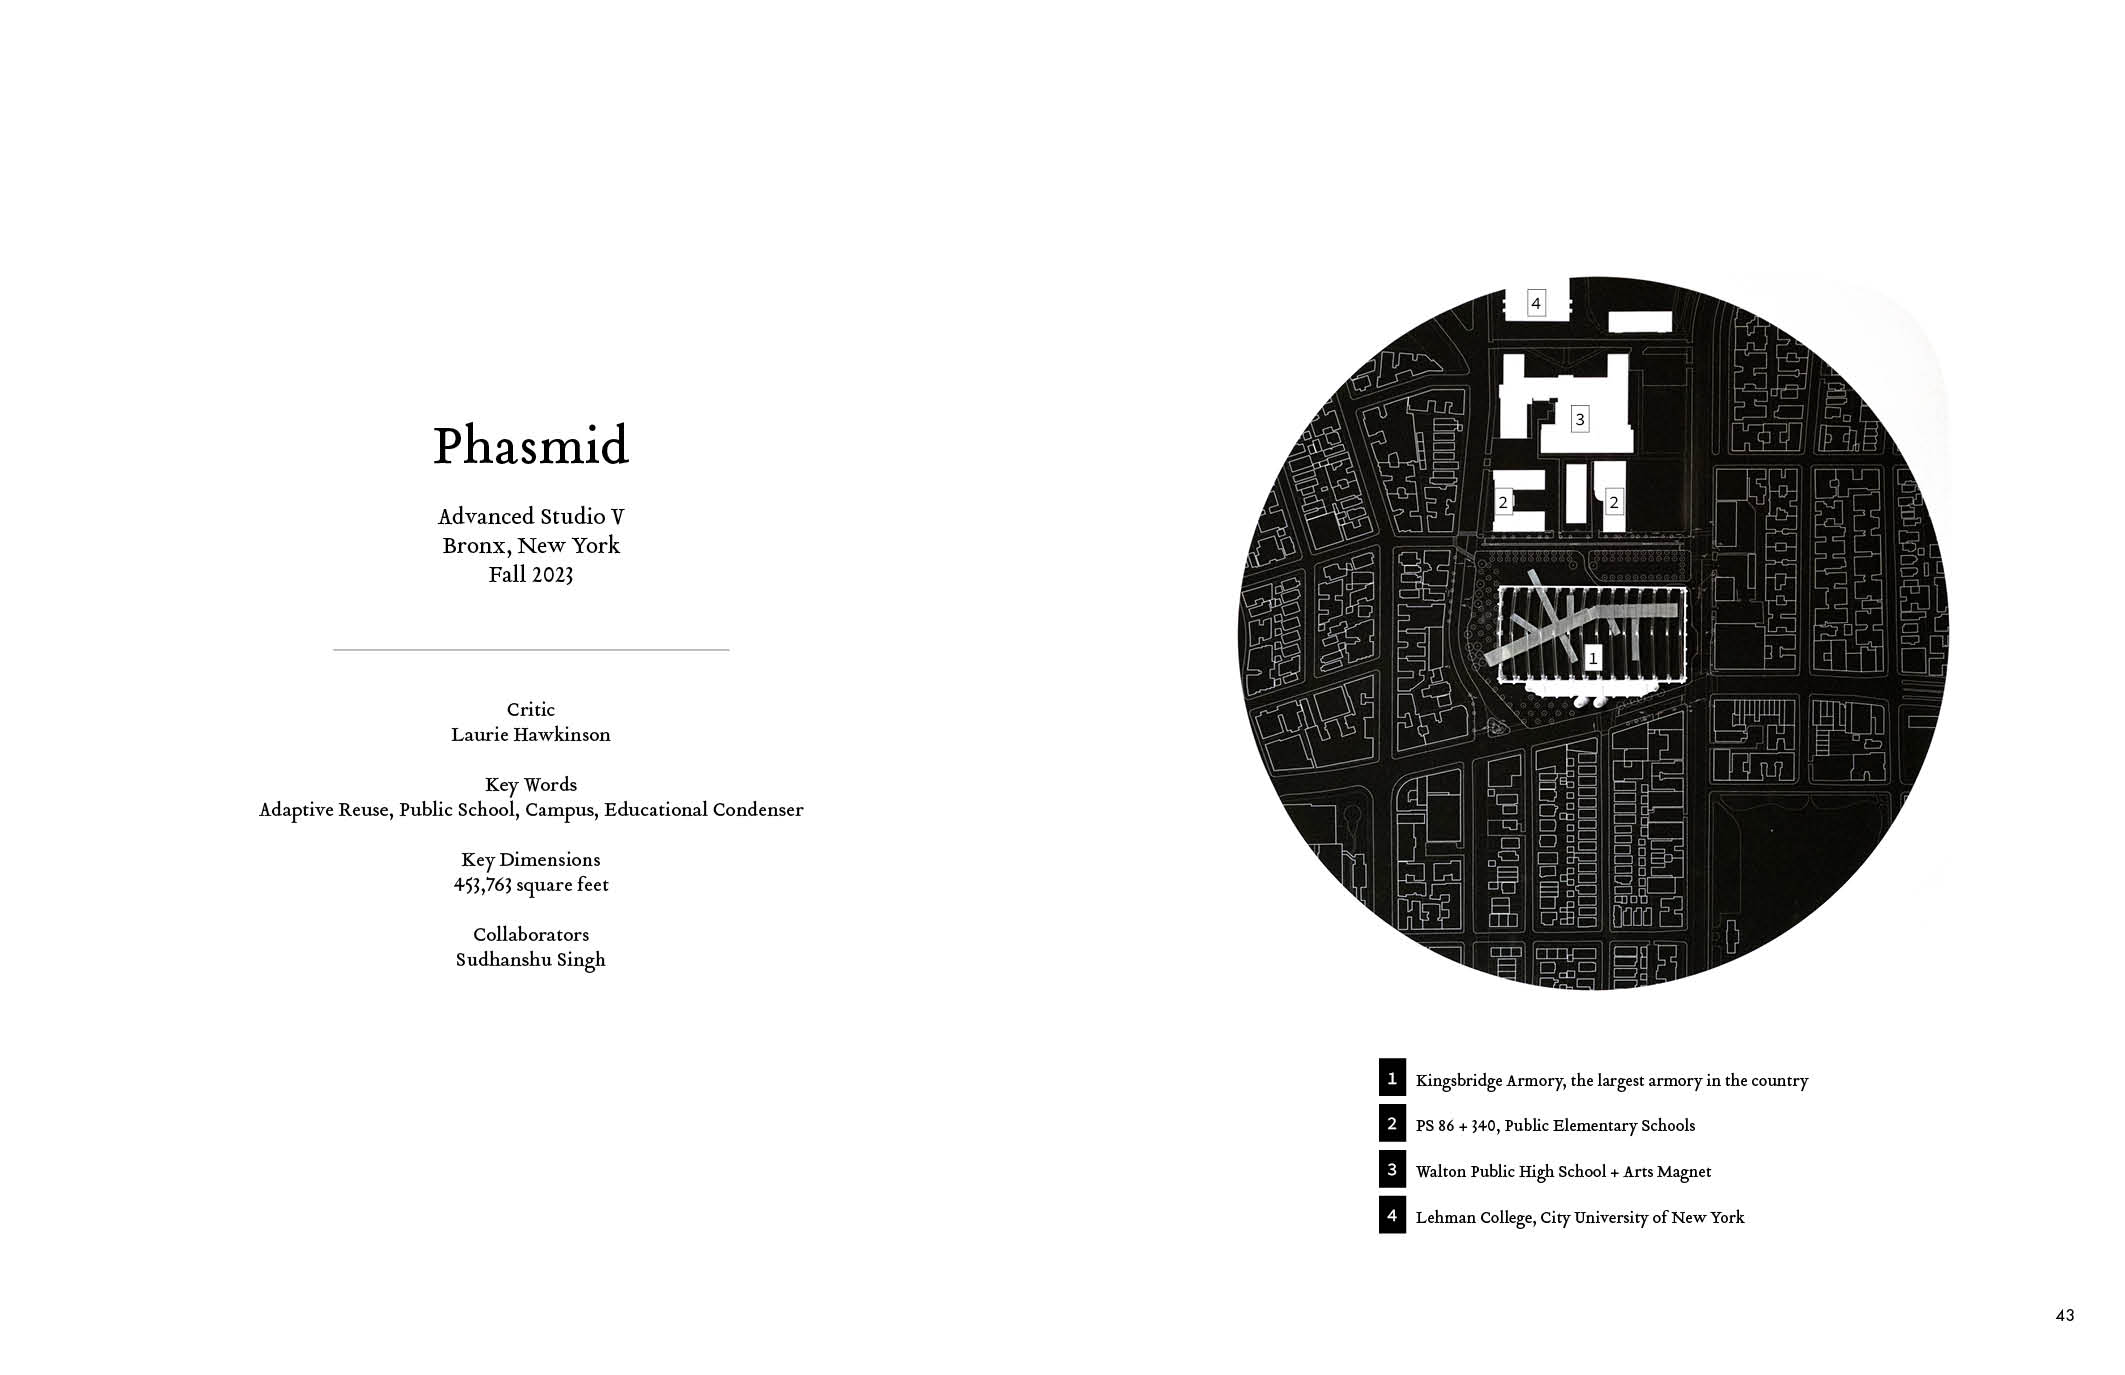 Phasmid
Advanced Studio V
Bronx, New York
Fall 2023
Critic
Laurie Hawkinson
Key Words
Adaptive Reuse, Public School, Campus, Educational Condenser
Key Dimensions
453,763 square feet
Collaborators
Sudhanshu Singh
4
3
2 2
1
1 Kingsbridge Armory, the largest armory in the country
2 PS 86 + 340, Public Elementary Schools
3 Walton Public High School + Arts Magnet
4 Lehman College, City University of New York
43